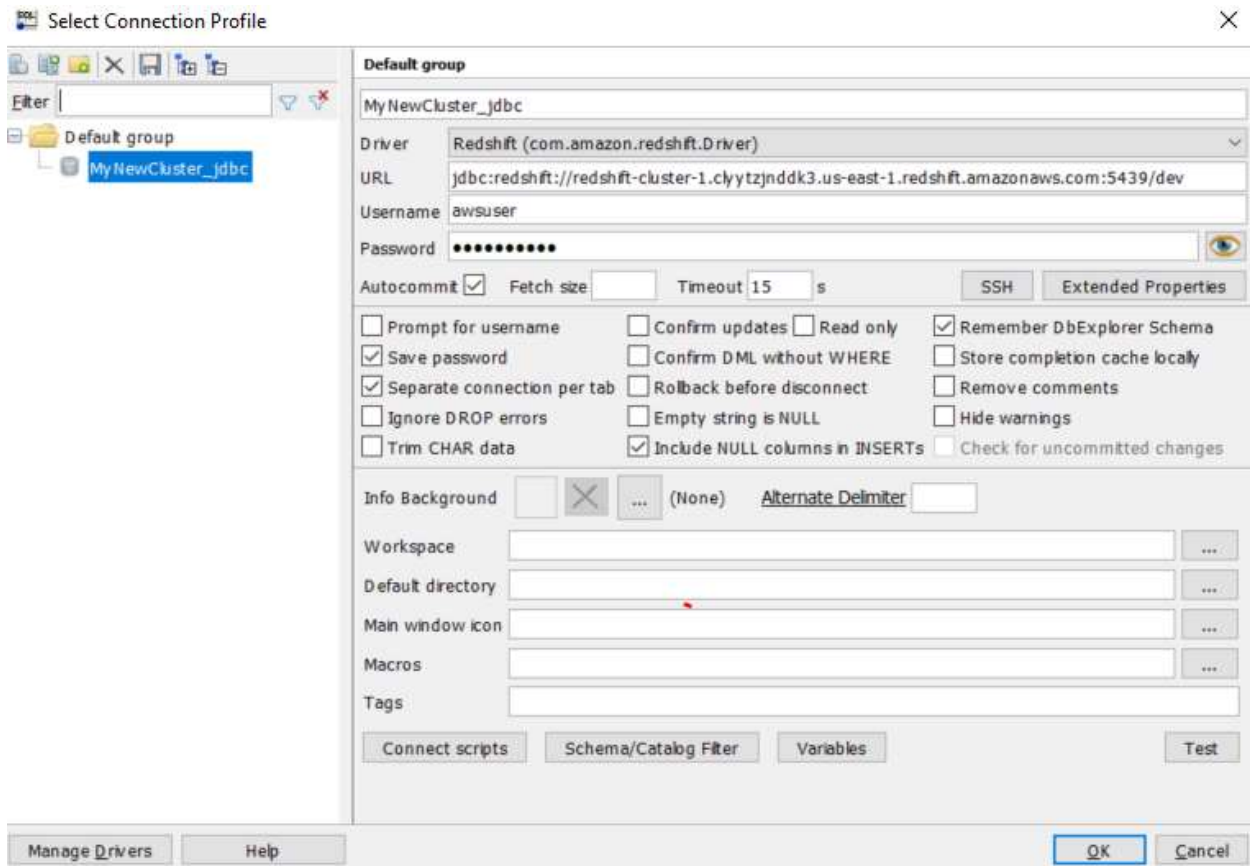 Select Connection Profile
Default group
Filter
MyNewCluster_jdbc
Default group
Driver Redshift (com.amazon.redshift.Driver)
MyNewCluster_jdbc
URL jdbc:redshift://redshift-cluster-1.clyytzjnddk3.us-east-1.redshift.amazonaws.com:5439/dev
Username awsuser
Password ●●●●●●●●●●
Autocommit Fetch size Timeout 15 s SSH Extended Properties
Prompt for username Confirm updates Read only Remember DbExplorer Schema
Save password Confirm DML without WHERE Store completion cache locally
Separate connection per tab Rollback before disconnect Remove comments
Ignore DROP errors Empty string is NULL Hide warnings
Trim CHAR data Include NULL columns in INSERTs Check for uncommitted changes
Info Background ... (None) Alternate Delimiter
Workspace ...
Default directory ...
Main window icon ...
Macros ...
Tags
Connect scripts Schema/Catalog Filter Variables Test
Manage Drivers Help OK Cancel